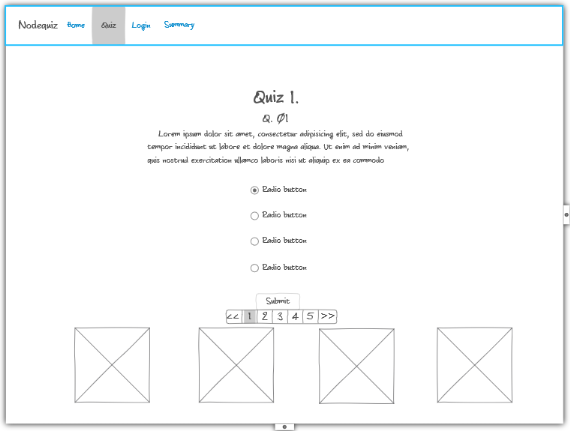 Nodequiz Home Quiz Login Summary
Quiz 1.
Q. 01
Lorem ipsum dolor sit amet, consectetur adipisicing elit, sed do eiusmod
tempor incididunt ut labore et dolore magna aliqua. Ut enim ad minim veniam,
quis nostrud exercitation ullamco laboris nisi ut aliquip ex ea commodo
Radio button
Radio button
Radio button
Radio button
Submit
<< 1 2 3 4 5 >>